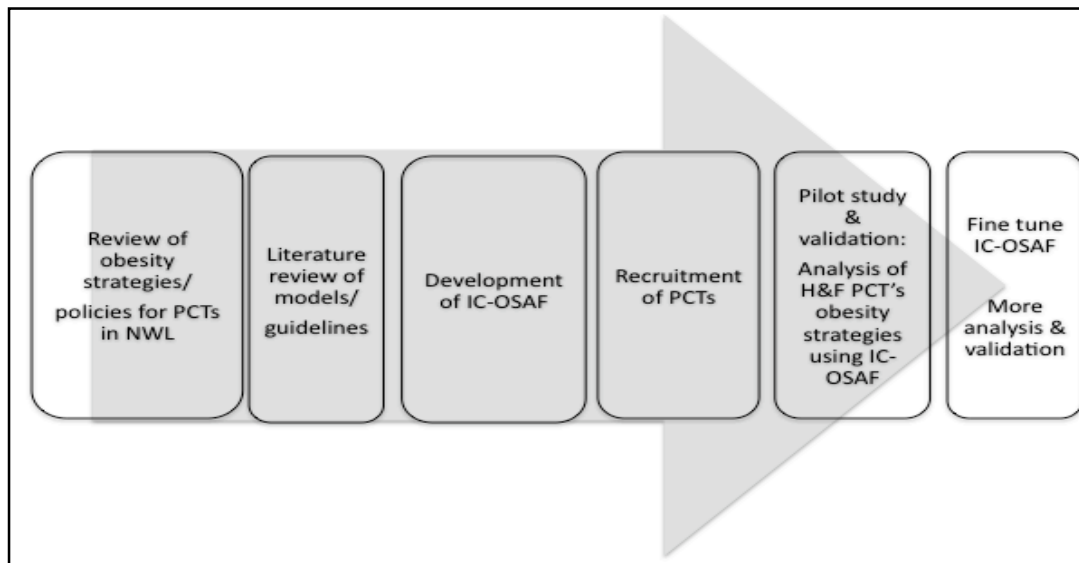 Review of
obesity
strategies/
policies for PCTs
in NWL
Literature
review of
models/
guidelines
Development
of IC-OSAF
Recruitment
of PCTs
Pilot study
&
validation:
Analysis of
H&F PCT’s
obesity
strategies
using IC-
OSAF
Fine tune
IC-OSAF
More
analysis &
validation